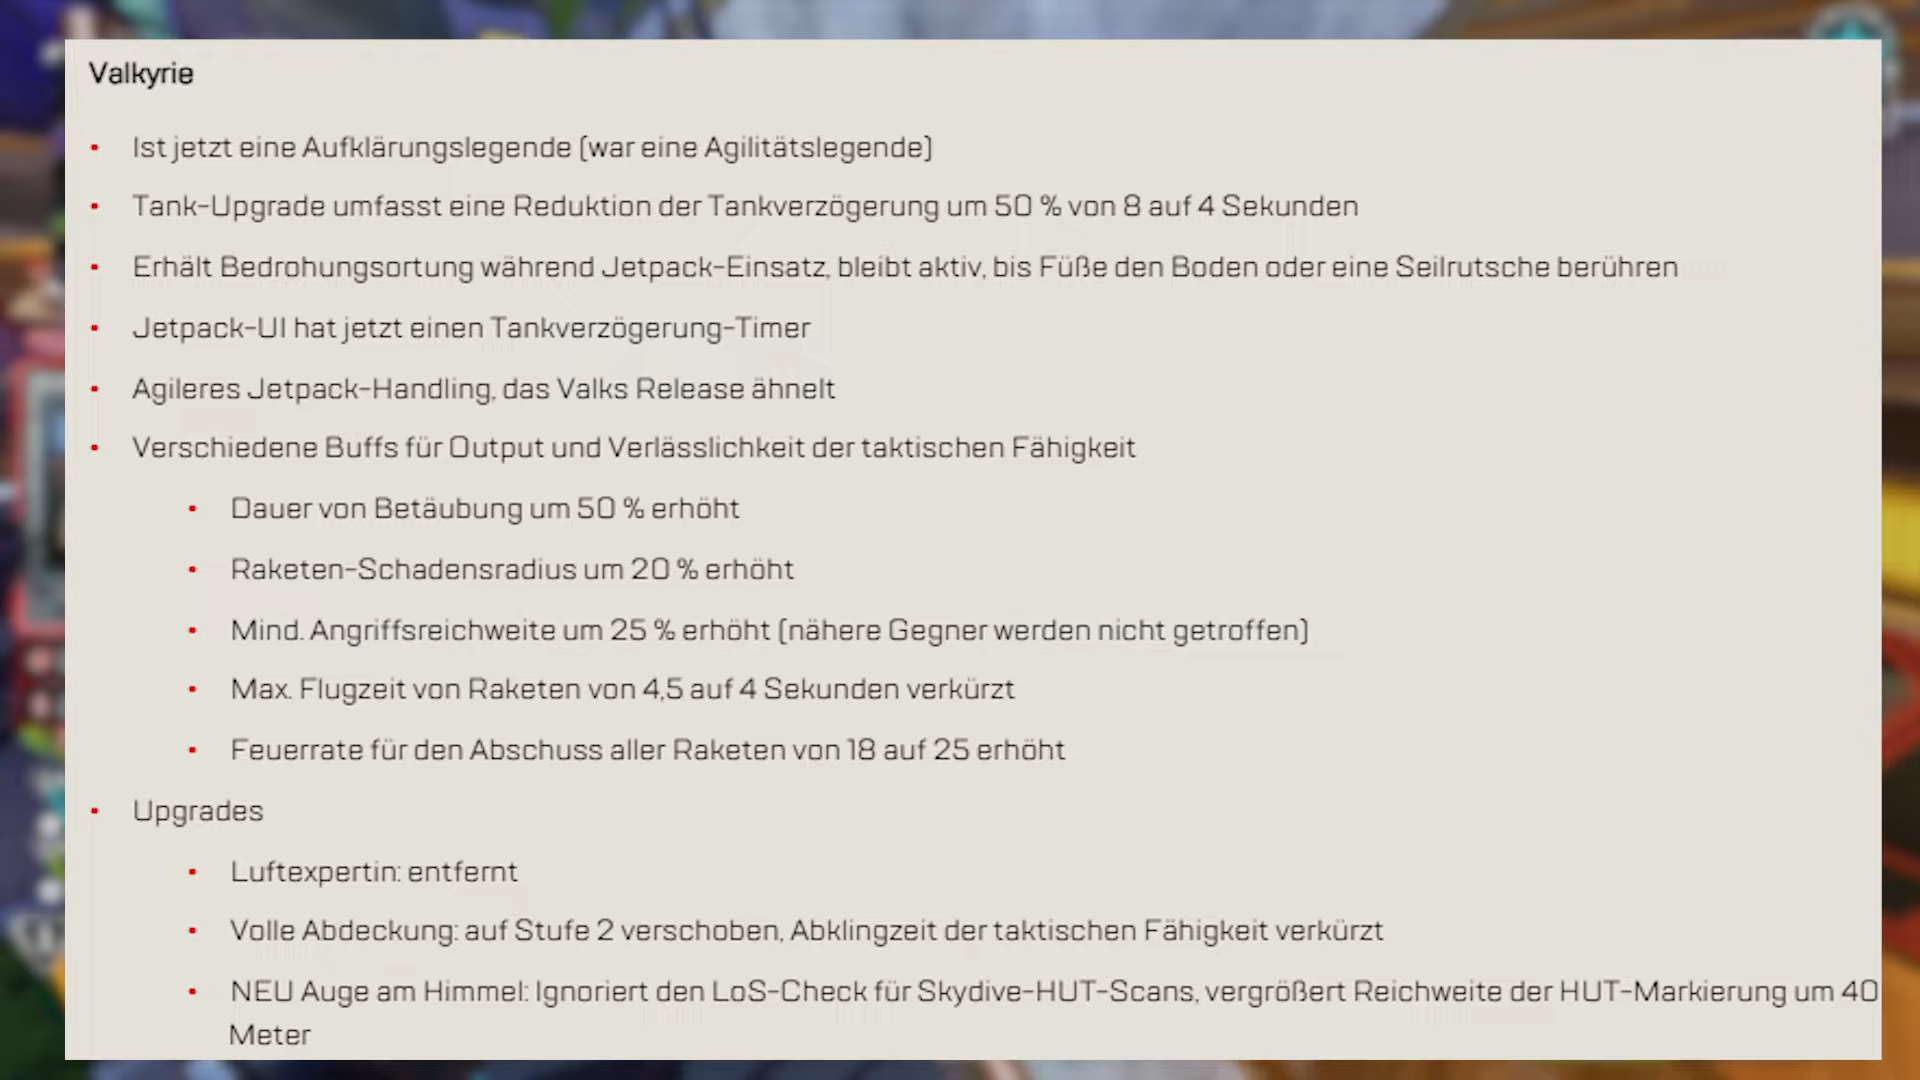 Valkyrie
Ist jetzt eine Aufklärungslegende (war eine Agilitätslegende)
Tank-Upgrade umfasst eine Reduktion der Tankverzögerung um 50 % von 8 auf 4 Sekunden
Erhält Bedrohungsortung während Jetpack-Einsatz, bleibt aktiv, bis Füße den Boden oder eine Seilrutsche berühren
Jetpack-UI hat jetzt einen Tankverzögerung-Timer
Agileres Jetpack-Handling, das Valks Release ähnelt
Verschiedene Buffs für Output und Verlässlichkeit der taktischen Fähigkeit
Dauer von Betäubung um 50 % erhöht
Raketen-Schadensradius um 20 % erhöht
Mind. Angriffsreichweite um 25 % erhöht (nähere Gegner werden nicht getroffen)
Max. Flugzeit von Raketen von 4,5 auf 4 Sekunden verkürzt
Feuerrate für den Abschuss aller Raketen von 18 auf 25 erhöht
Upgrades
Luftexpertin: entfernt
Volle Abdeckung: auf Stufe 2 verschoben, Abklingzeit der taktischen Fähigkeit verkürzt
NEU Auge am Himmel: Ignoriert den LoS-Check für Skydive-HUT-Scans, vergrößert Reichweite der HUT-Markierung um 40
Meter